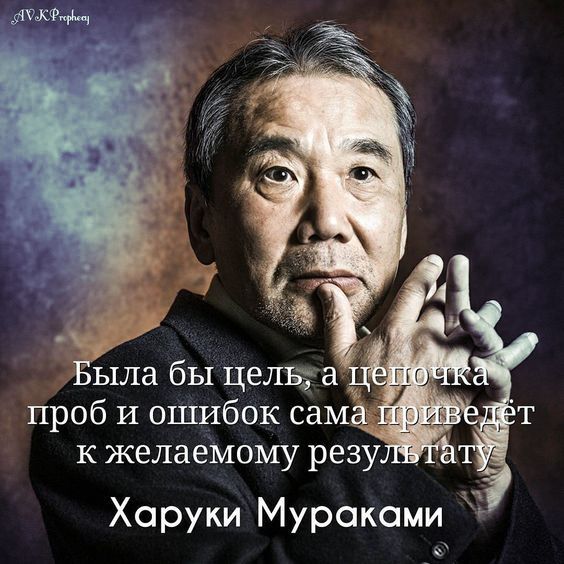 AVKProphecy
Была бы цель, а цепочка
проб и ошибок сама приведёт
к желаемому результату
Харуки Мураками